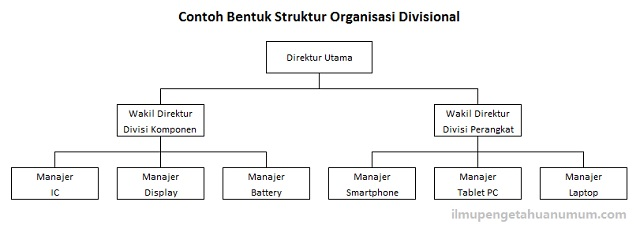 Contoh Bentuk Struktur Organisasi Divisional
Direktur Utama
Wakil Direktur
Divisi Komponen
Wakil Direktur
Divisi Perangkat
Manajer
IC
Manajer
Display
Manajer
Battery
Manajer
Smartphone
Manajer
Tablet PC
Manajer
Laptop
ilmupengetahuanumum.com